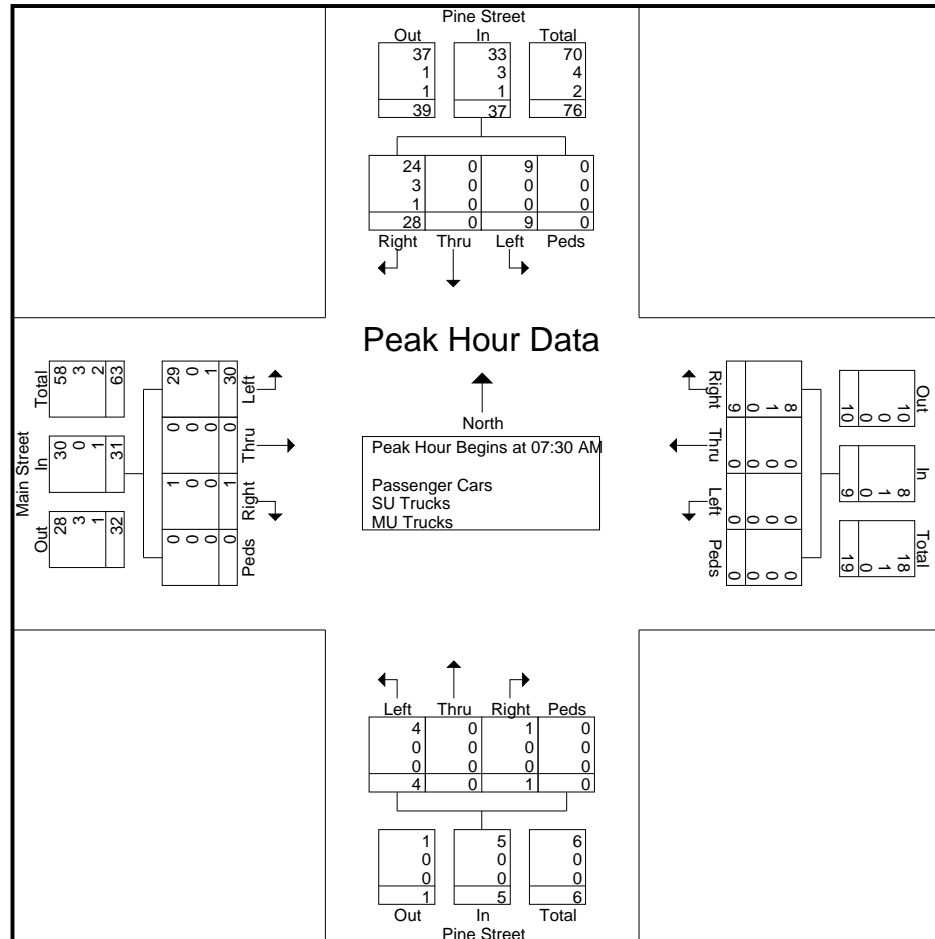 Pine Street
Out In Total
37 33 70
1 3 4
1 1 2
39 37 76
24 0 9 0
3 0 0 0
1 0 0 0
28 0 9 0
Right Thru Left Peds
Peak Hour Data
North
Peak Hour Begins at 07:30 AM
Passenger Cars
SU Trucks
MU Trucks
Main Street
Out In Total
28 30 58
3 0 3
1 1 2
32 31 63
Left Thru Right Peds
29 0 1 0
0 0 0 0
1 0 0 0
30 0 1 0
Right Thru Left Peds
8 0 0 0
1 0 0 0
0 0 0 0
9 0 0 0
Out In Total
10 8 18
0 1 1
0 0 0
10 9 19
Left Thru Right Peds
4 0 1 0
0 0 0 0
0 0 0 0
4 0 1 0
1 5 6
0 0 0
0 0 0
1 5 6
Out In Total
Pine Street